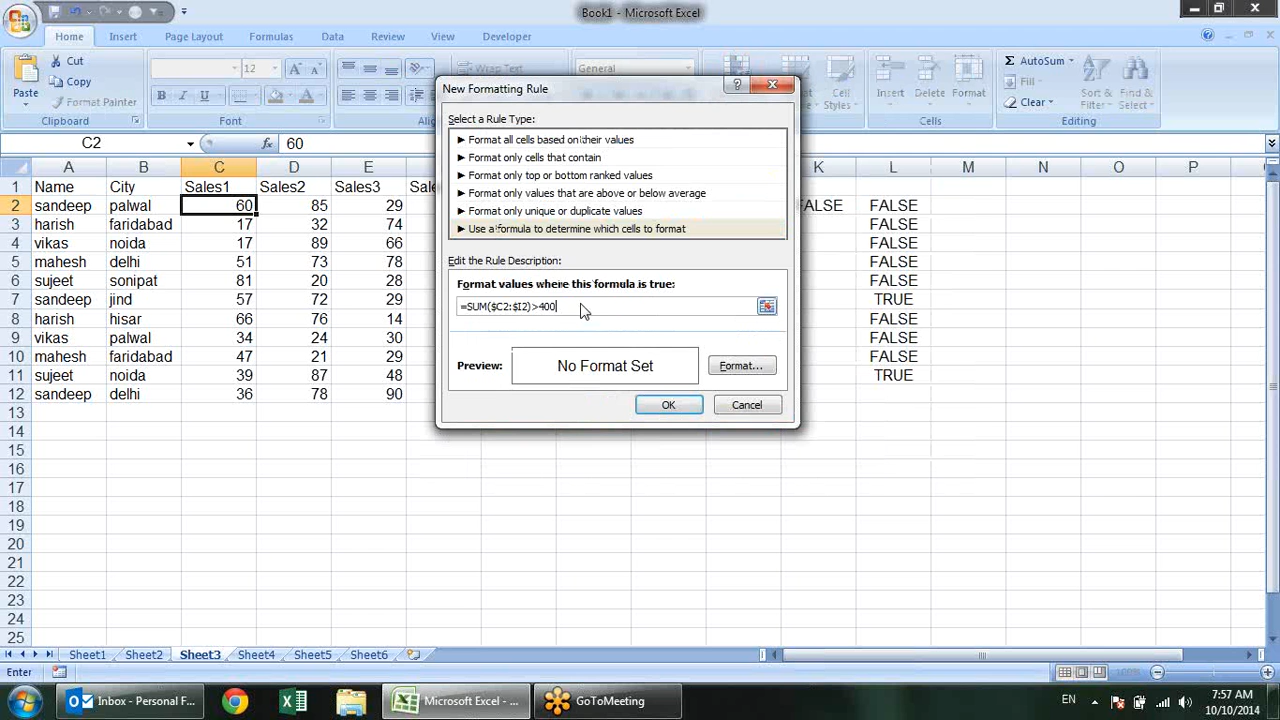 Book1 - Microsoft Excel
Home Insert Page Layout Formulas Data Review View Developer
Cut
Copy
Format Painter
Paste
Clipboard
12
Font
Wrap Text
General
Cell
Styles
Insert Delete Format
Cells
AutoSum
Fill
Clear
Sort & Filter
Find & Select
Editing
C2 fx 60
A B C D E K L M N O P
1 Name City Sales1 Sales2 Sales3
2 sandeep palwal 60 85 29 FALSE FALSE
3 harish faridabad 17 32 74 FALSE
4 vikas noida 17 89 66 FALSE
5 mahesh delhi 51 73 78 FALSE
6 sujeet sonipat 81 20 28 FALSE
7 sandeep jind 57 72 29 TRUE
8 harish hisar 66 76 14 FALSE
9 vikas palwal 34 24 30 FALSE
10 mahesh faridabad 47 21 29 FALSE
11 sujeet noida 39 87 48 TRUE
12 sandeep delhi 36 78 90
13
14
15
16
17
18
19
20
21
22
23
24
25
New Formatting Rule
Select a Rule Type:
► Format all cells based on their values
► Format only cells that contain
► Format only top or bottom ranked values
► Format only values that are above or below average
► Format only unique or duplicate values
► Use a formula to determine which cells to format
Edit the Rule Description:
Format values where this formula is true:
=SUM($C2:$I2)>400
Preview: No Format Set Format...
OK Cancel
Sheet1 Sheet2 Sheet3 Sheet4 Sheet5 Sheet6
Enter
Inbox - Personal F...
Microsoft Excel - ...
GoToMeeting
EN
7:57 AM
10/10/2014